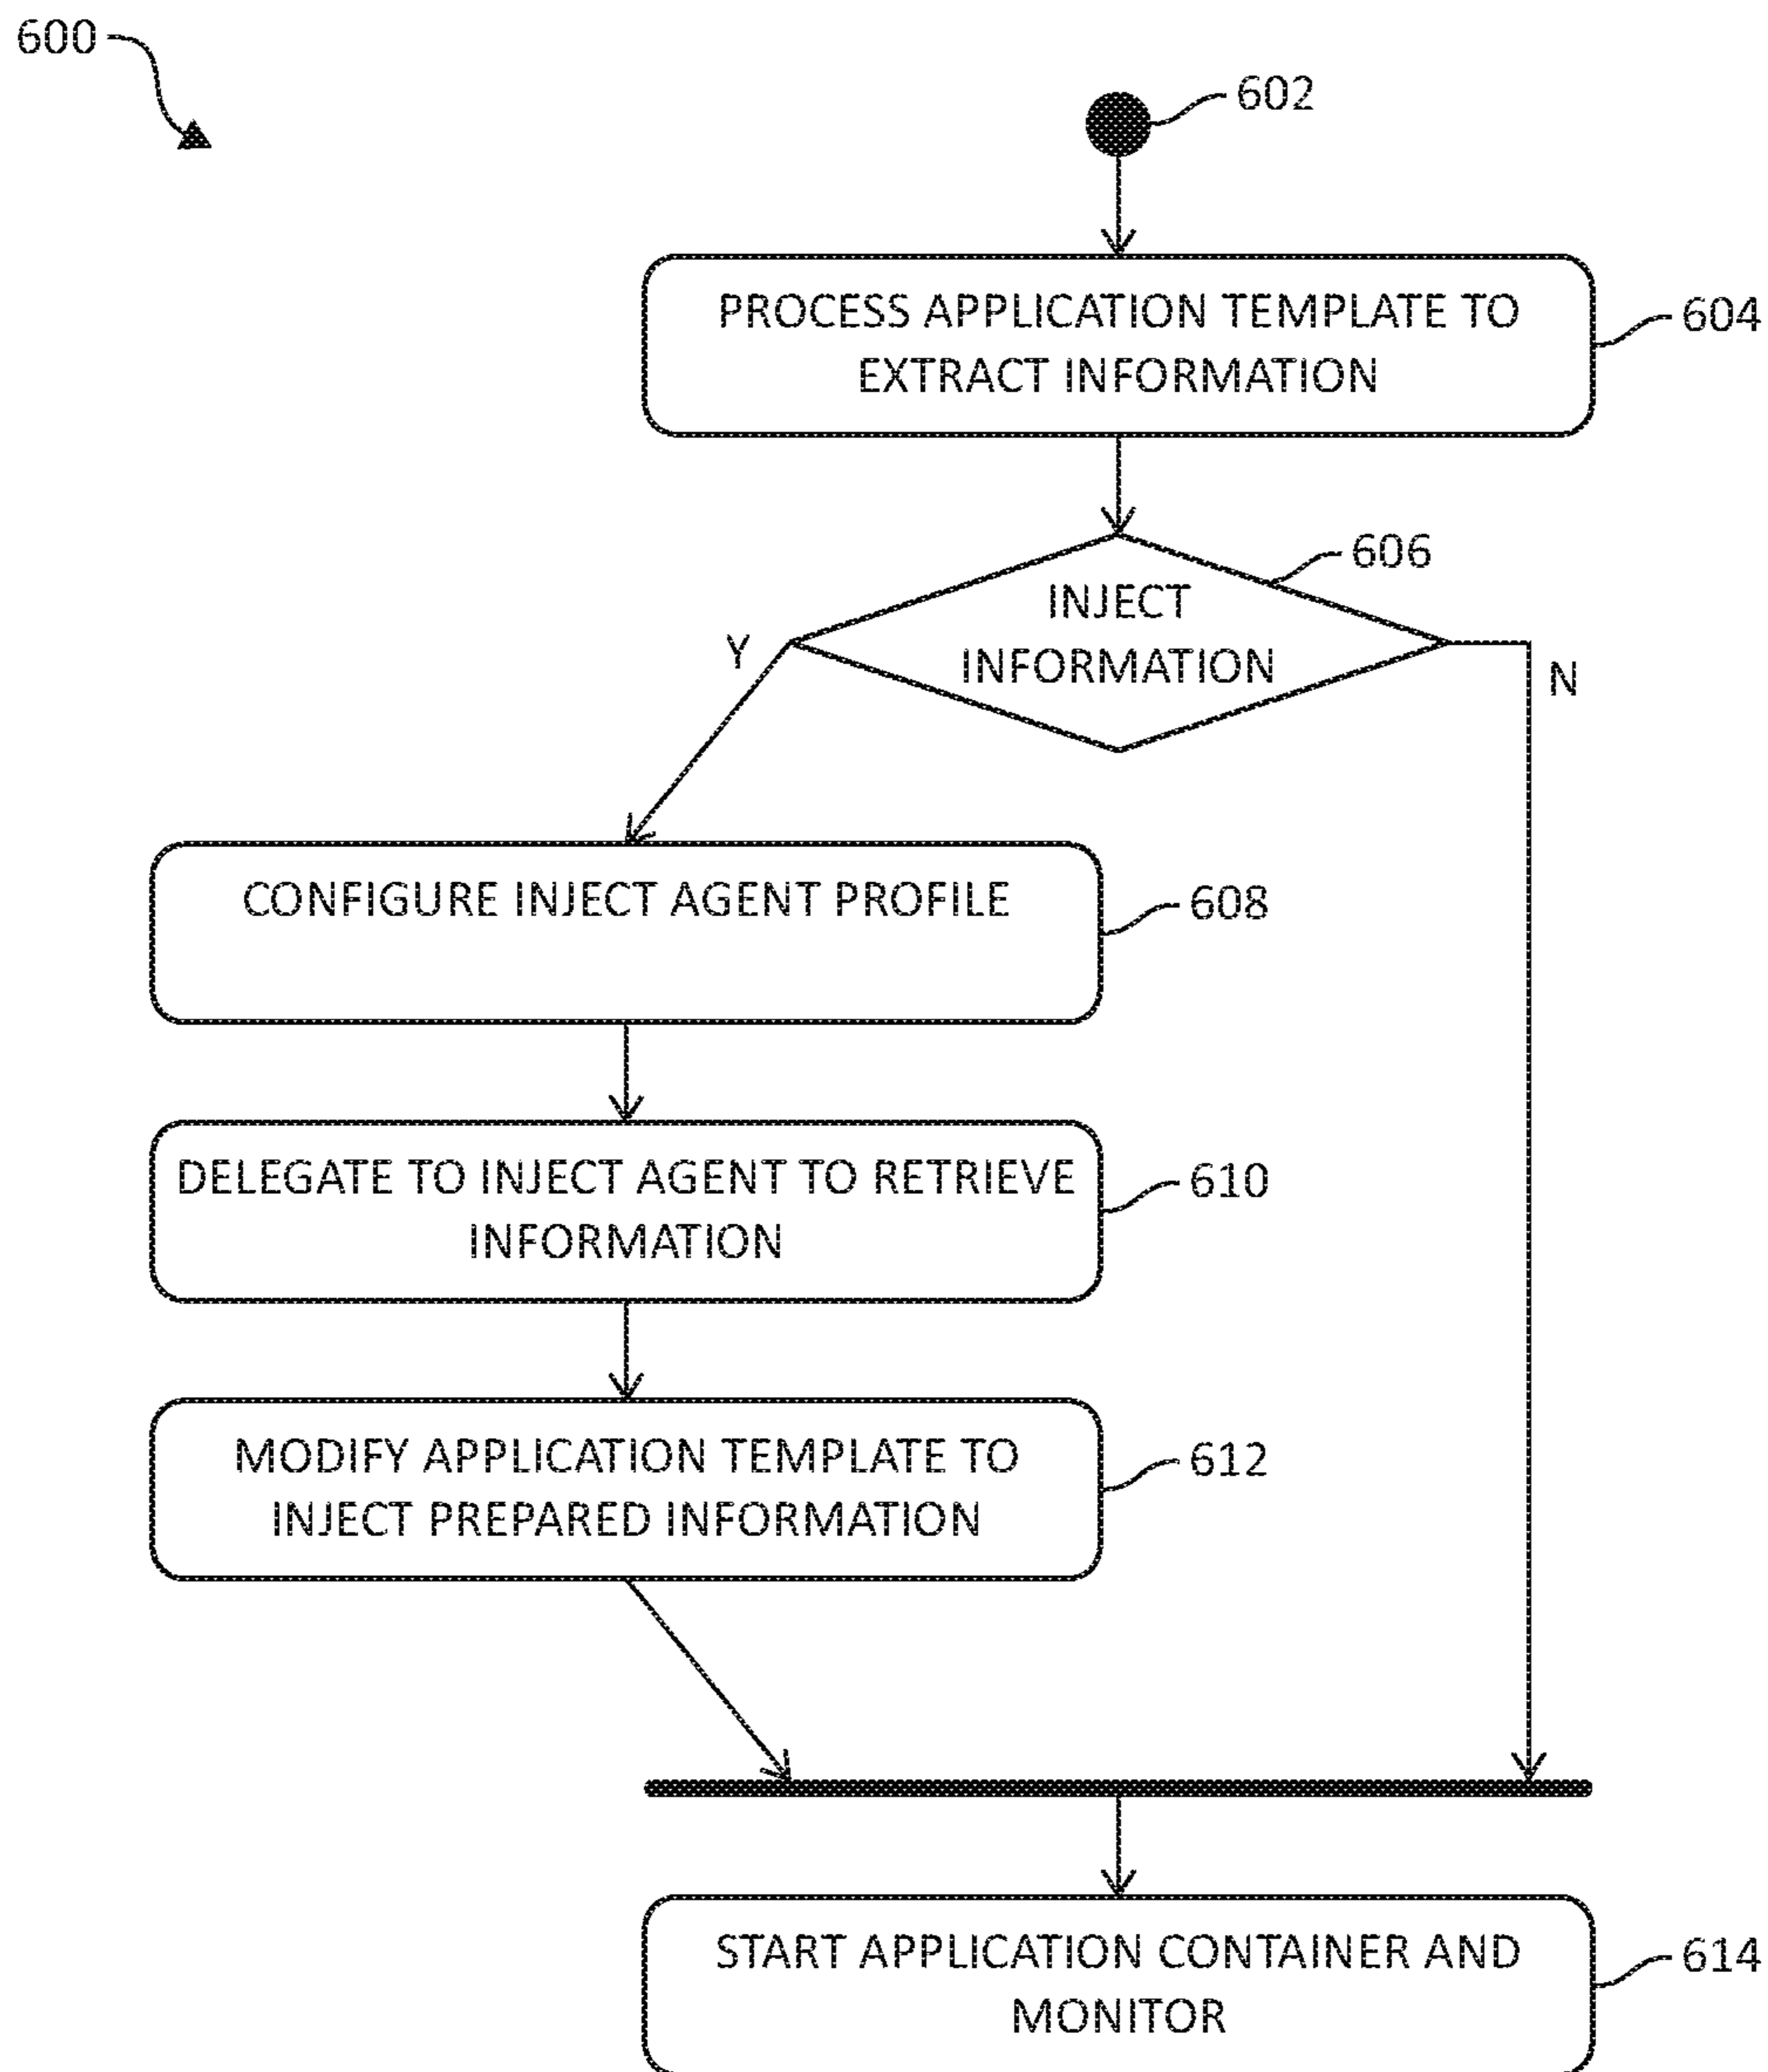 600
602
PROCESS APPLICATION TEMPLATE TO
EXTRACT INFORMATION
604
606
INJECT
INFORMATION
Y
N
CONFIGURE INJECT AGENT PROFILE
608
DELEGATE TO INJECT AGENT TO RETRIEVE
INFORMATION
610
MODIFY APPLICATION TEMPLATE TO
INJECT PREPARED INFORMATION
612
START APPLICATION CONTAINER AND
MONITOR
614